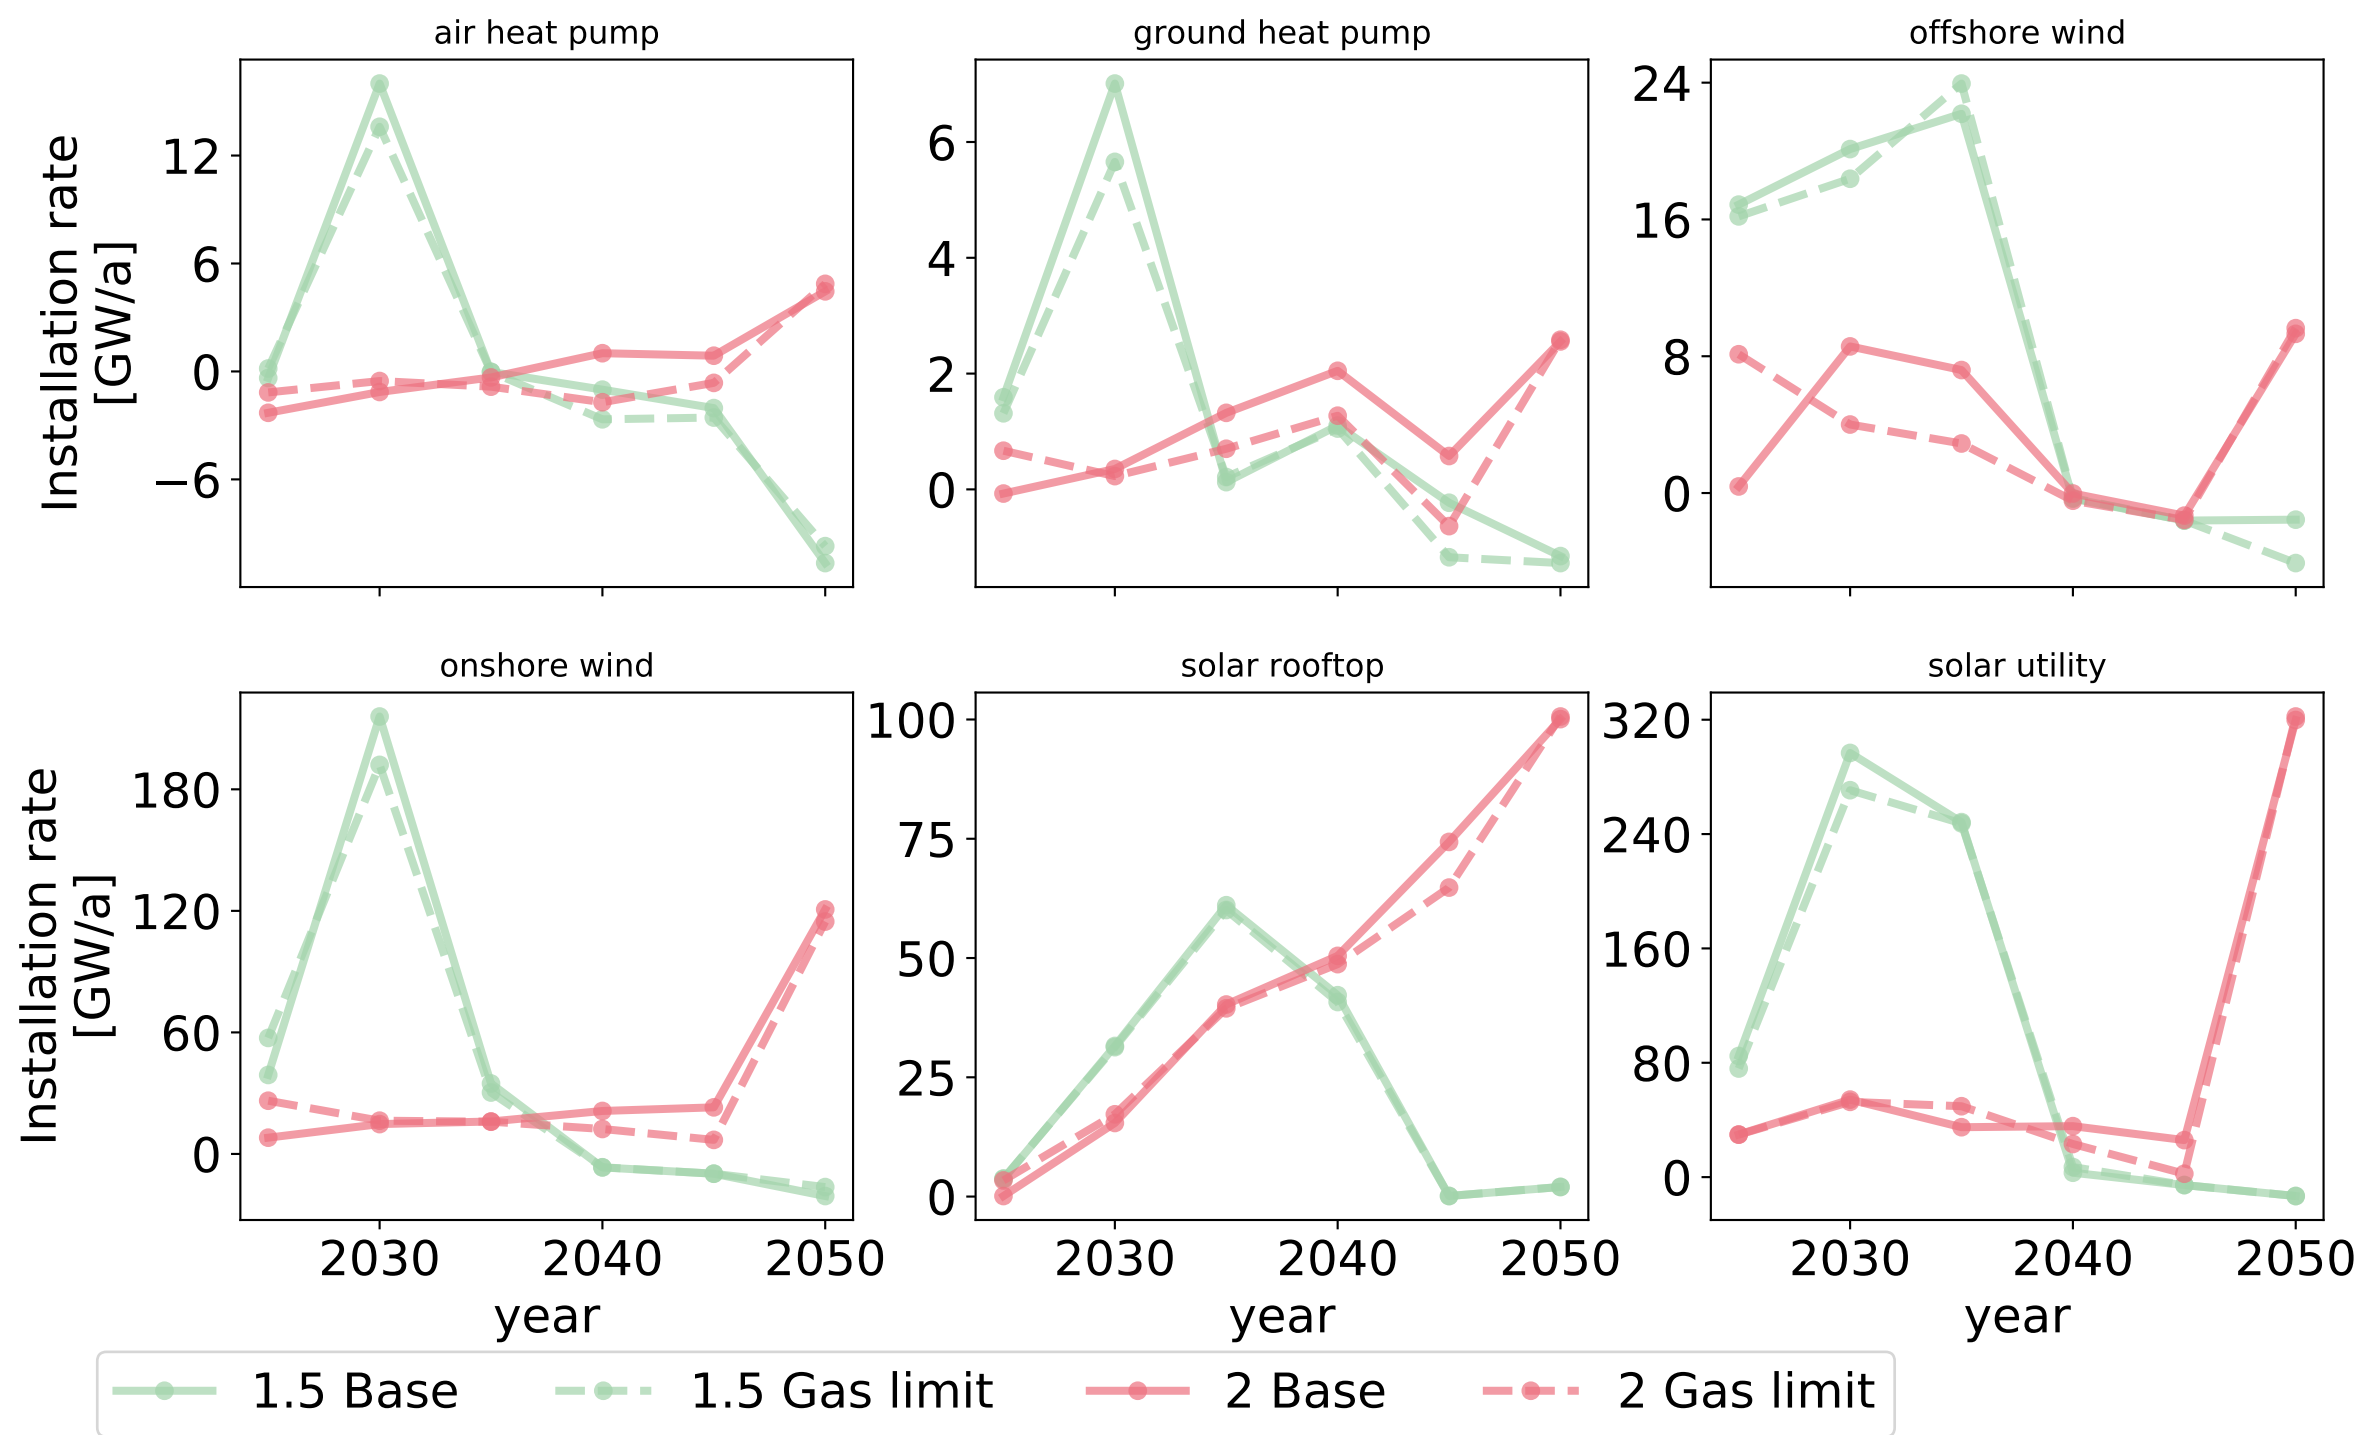 air heat pump
ground heat pump
offshore wind
Installation rate
[GW/a]
12
6
0
−6
6
4
2
0
24
16
8
0
onshore wind
solar rooftop
solar utility
Installation rate
[GW/a]
180
120
60
0
100
75
50
25
0
320
240
160
80
0
2030 2040 2050
2030 2040 2050
2030 2040 2050
year
year
year
1.5 Base
1.5 Gas limit
2 Base
2 Gas limit